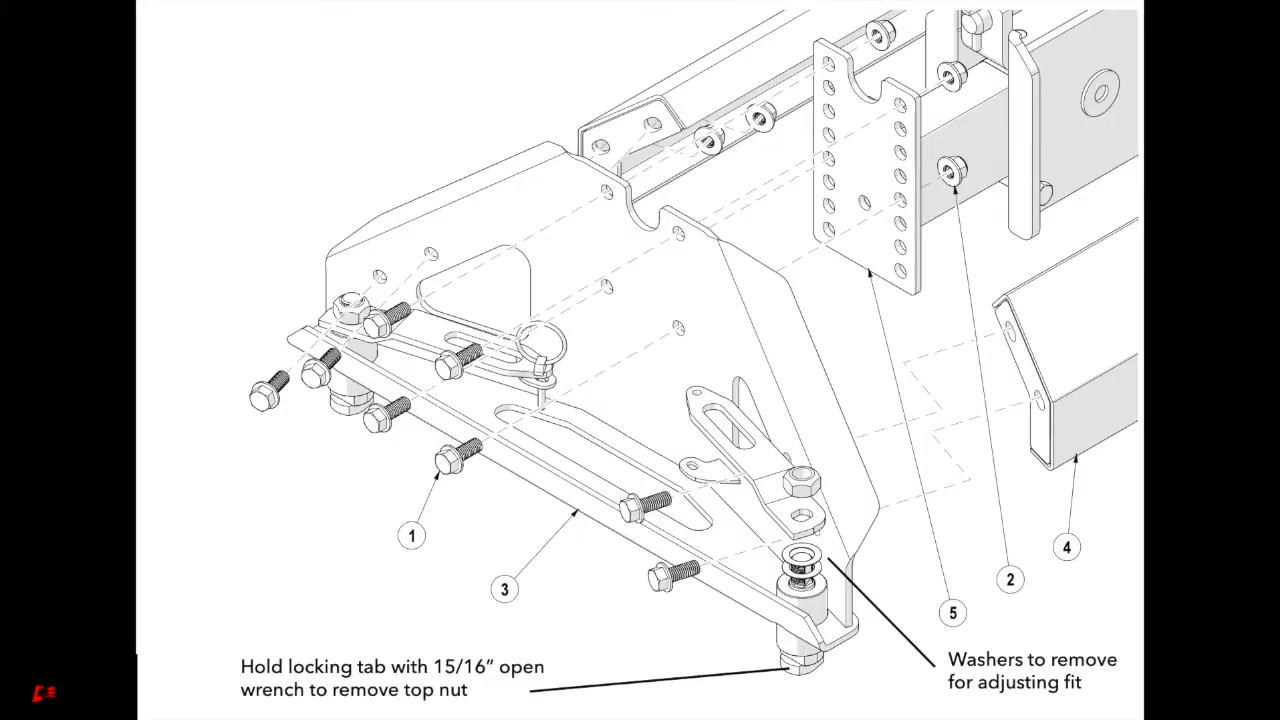 1
3
2
4
5
Hold locking tab with 15/16” open
wrench to remove top nut
Washers to remove
for adjusting fit